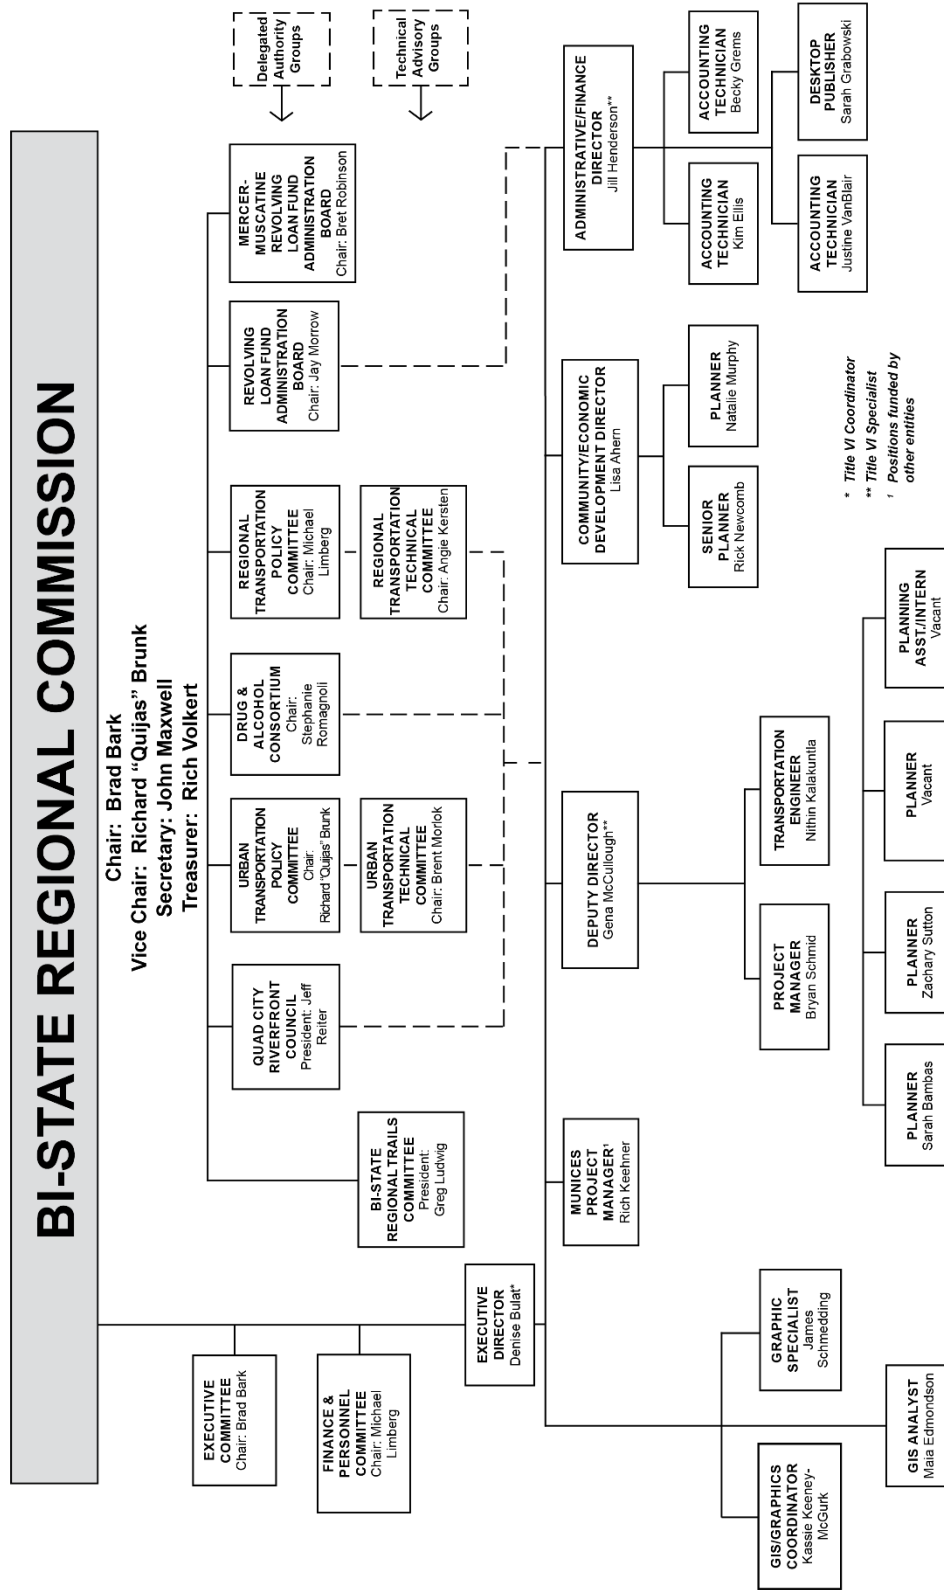 BI-STATE REGIONAL COMMISSION
Chair: Brad Bark
Vice Chair: Richard “Quijas” Brunk
Secretary: John Maxwell
Treasurer: Rich Volkert
EXECUTIVE
COMMITTEE
Chair: Brad Bark
FINANCE &
PERSONNEL
COMMITTEE
Chair: Michael
Limberg
EXECUTIVE
DIRECTOR
Denise Bulat*
BI-STATE
REGIONAL TRAILS
COMMITTEE
President:
Greg Ludwig
QUAD CITY
RIVERFRONT
COUNCIL
President: Jeff
Reiter
URBAN
TRANSPORTATION
POLICY
COMMITTEE
Chair:
Richard “Quijas” Brunk
DRUG &
ALCOHOL
CONSORTIUM
Chair:
Stephanie
Romagnoli
REGIONAL
TRANSPORTATION
POLICY
COMMITTEE
Chair: Michael
Limberg
REVOLVING
LOAN FUND
ADMINISTRATION
BOARD
Chair: Jay Morrow
MERCER-
MUSCATINE
REVOLVING
LOAN FUND
ADMINISTRATION
BOARD
Chair: Bret Robinson
Delegated
Authority
Groups
URBAN
TRANSPORTATION
TECHNICAL
COMMITTEE
Chair: Brent Morlok
REGIONAL
TRANSPORTATION
TECHNICAL
COMMITTEE
Chair: Angie Kersten
Technical
Advisory
Groups
MUNICES
PROJECT
MANAGER¹
Rich Keehner
DEPUTY DIRECTOR
Gena McCullough**
COMMUNITY/ECONOMIC
DEVELOPMENT DIRECTOR
Lisa Ahern
ADMINISTRATIVE/FINANCE
DIRECTOR
Jill Henderson**
GIS/GRAPHICS
COORDINATOR
Kassie Keeney-
McGurk
GRAPHIC
SPECIALIST
James
Schmedding
GIS ANALYST
Maia Edmondson
PROJECT
MANAGER
Bryan Schmid
TRANSPORTATION
ENGINEER
Nithin Kalakuntla
PLANNER
Sarah Bambas
PLANNER
Zachary Sutton
PLANNER
Vacant
PLANNING
ASST./INTERN
Vacant
SENIOR
PLANNER
Rick Newcomb
PLANNER
Natalie Murphy
ACCOUNTING
TECHNICIAN
Kim Ellis
ACCOUNTING
TECHNICIAN
Becky Grems
ACCOUNTING
TECHNICIAN
Justine VanBlair
DESKTOP
PUBLISHER
Sarah Grabowski
* Title VI Coordinator
** Title VI Specialist
¹ Positions funded by
other entities